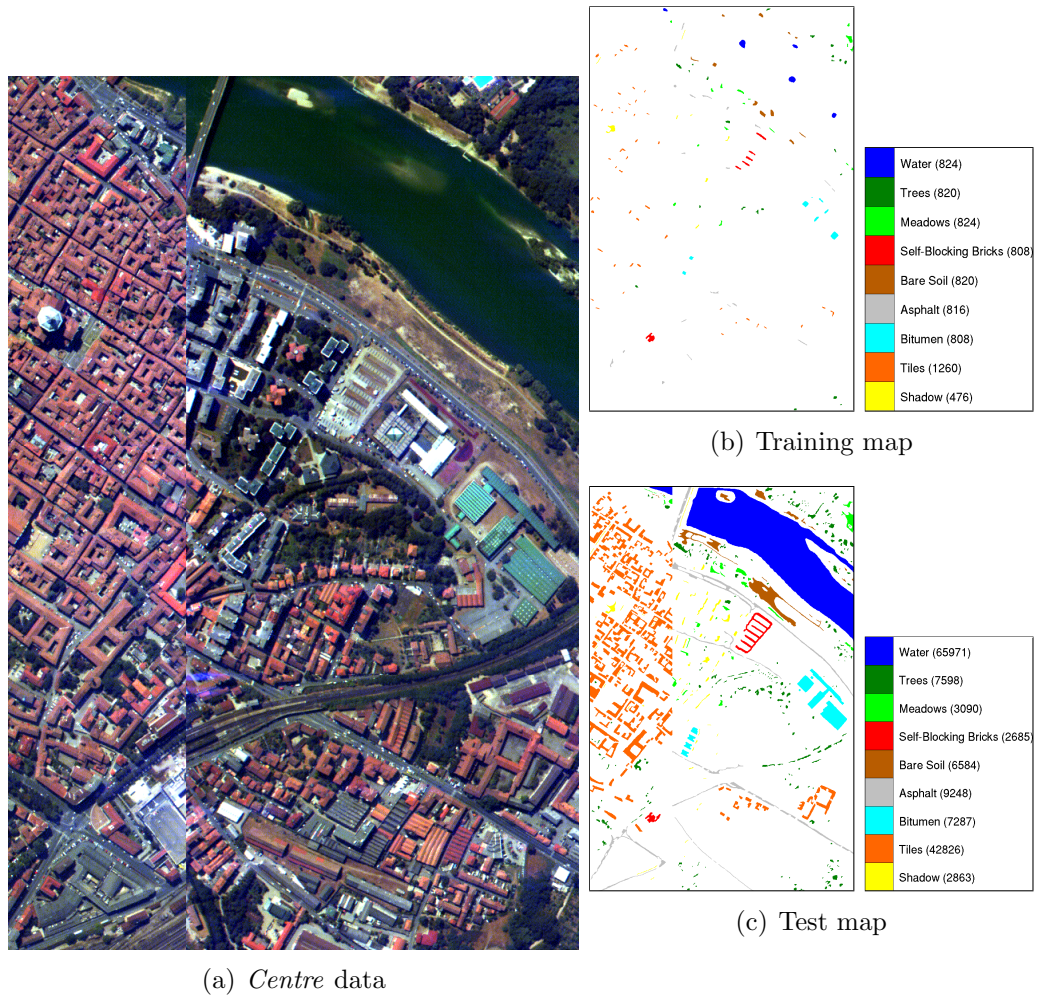 Water (824)
Trees (820)
Meadows (824)
Self-Blocking Bricks (808)
Bare Soil (820)
Asphalt (816)
Bitumen (808)
Tiles (1260)
Shadow (476)
(b) Training map
Water (65971)
Trees (7598)
Meadows (3090)
Self-Blocking Bricks (2685)
Bare Soil (6584)
Asphalt (9248)
Bitumen (7287)
Tiles (42826)
Shadow (2863)
(c) Test map
(a) Centre data